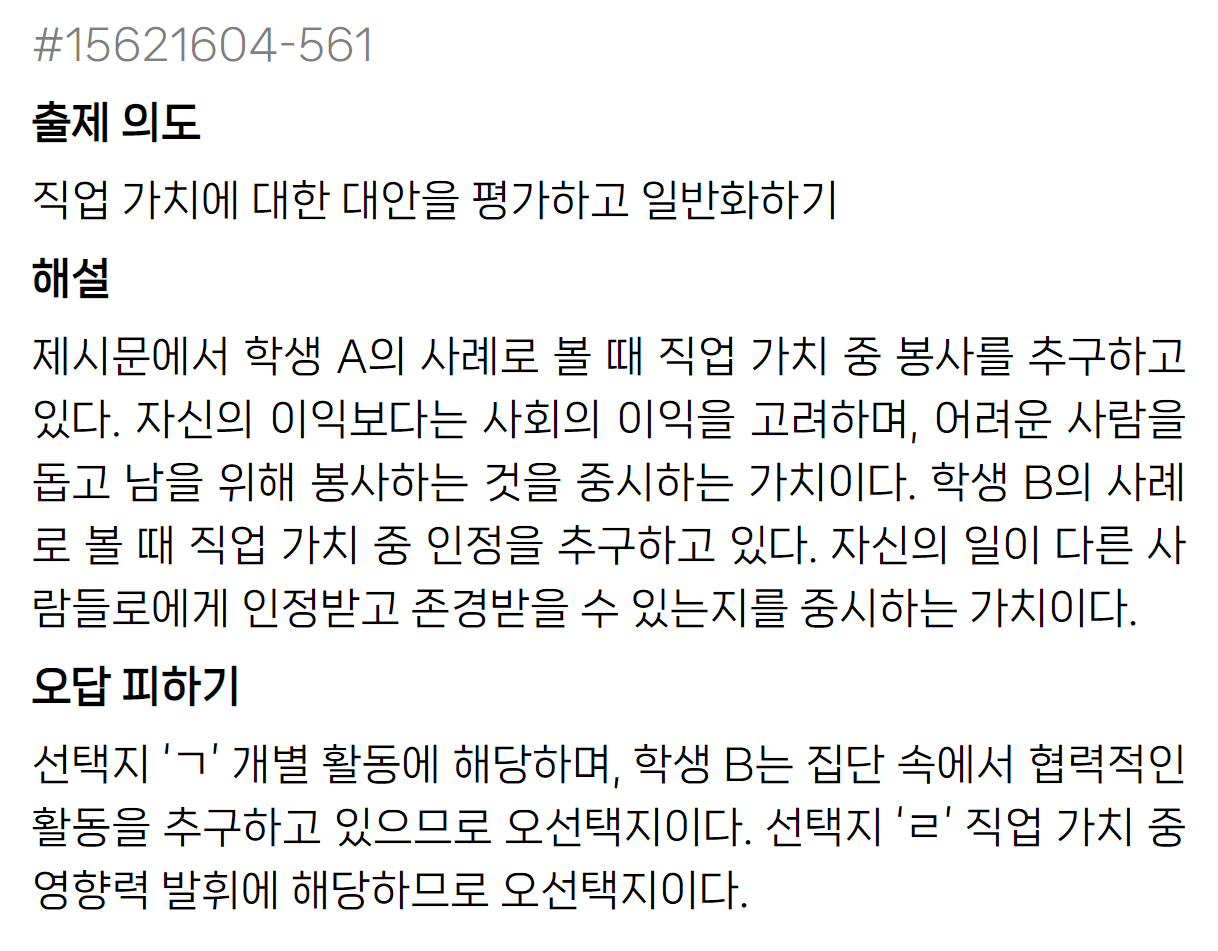 #15621604-561
출제 의도
직업 가치에 대한 대안을 평가하고 일반화하기
해설
제시문에서 학생 A의 사례로 볼 때 직업 가치 중 봉사를 추구하고
있다. 자신의 이익보다는 사회의 이익을 고려하며, 어려운 사람을
돕고 남을 위해 봉사하는 것을 중시하는 가치이다. 학생 B의 사례
로 볼 때 직업 가치 중 인정을 추구하고 있다. 자신의 일이 다른 사
람들로에게 인정받고 존경받을 수 있는지를 중시하는 가치이다.
오답 피하기
선택지 ‘ㄱ’ 개별 활동에 해당하며, 학생 B는 집단 속에서 협력적인
활동을 추구하고 있으므로 오선택지이다. 선택지 ‘ㄹ’ 직업 가치 중
영향력 발휘에 해당하므로 오선택지이다.